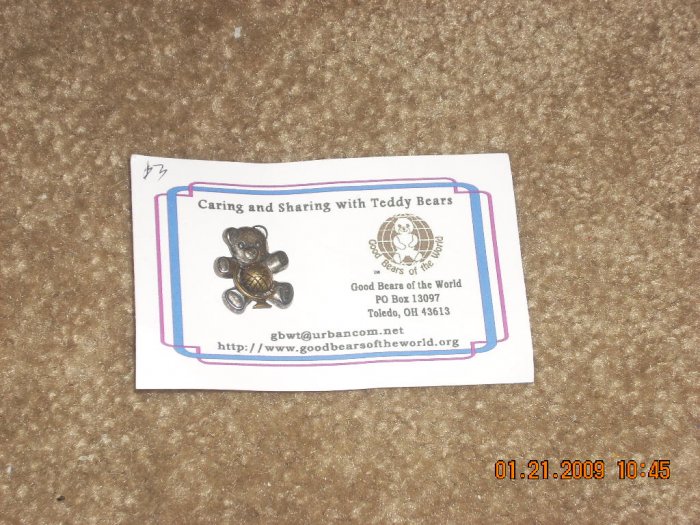 $3
Caring and Sharing with Teddy Bears
Good Bears of the World
Good Bears of the World
PO Box 13097
Toledo, OH 43613
gbwt@urbancom.net
http://www.goodbearsoftheworld.org
01.21.2009 10:45